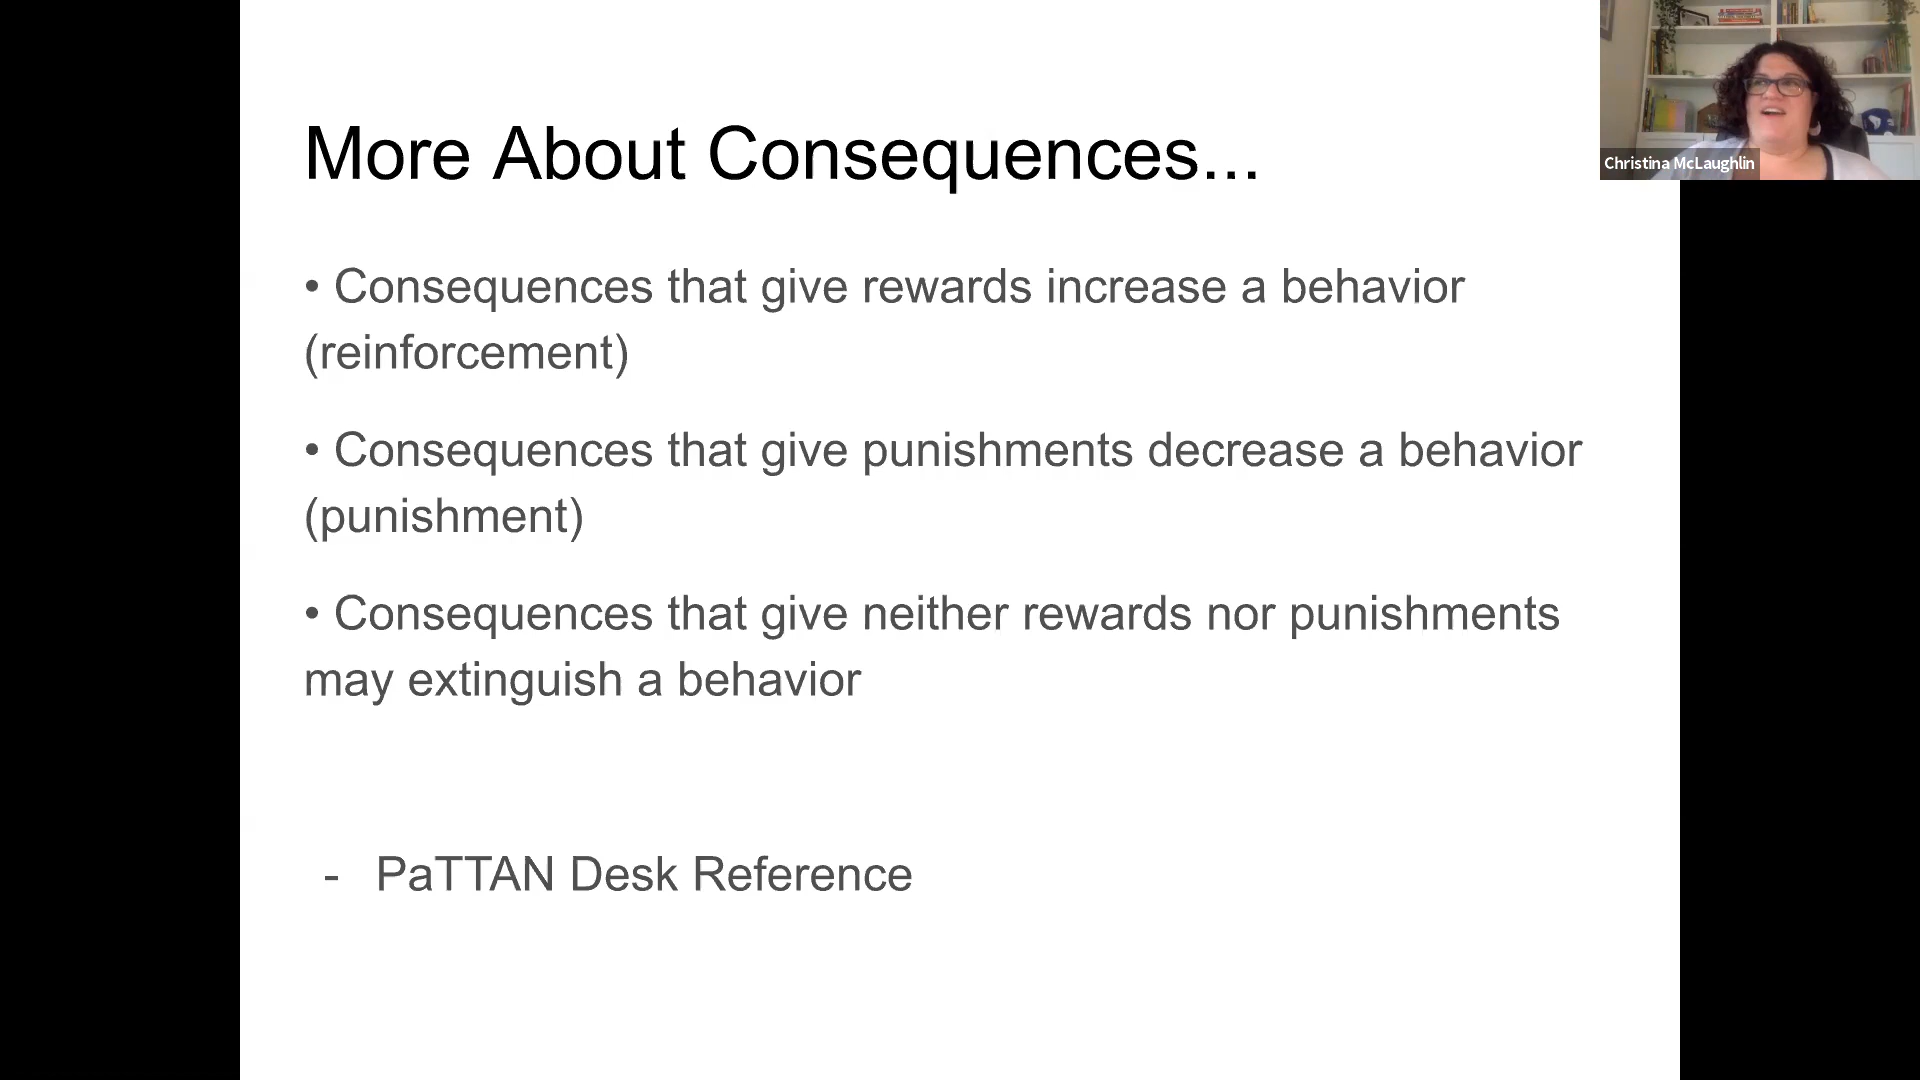 More About Consequences...
• Consequences that give rewards increase a behavior
(reinforcement)
• Consequences that give punishments decrease a behavior
(punishment)
• Consequences that give neither rewards nor punishments
may extinguish a behavior
- PaTTAN Desk Reference
Christina McLaughlin